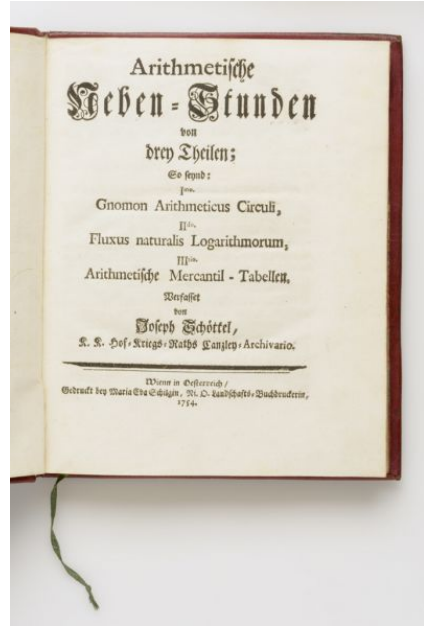 Arithmetische
Neben-Stunden
von
drey Theilen;
So seynd:
Imo.
Gnomon Arithmeticus Circuli,
IIdo.
Fluxus naturalis Logarithmorum,
IIItio.
Arithmetische Mercantil-Tabellen.
Verfasset
von
Joseph Schöttel,
K. K. Hof-Kriegs-Raths Canzley-Archivario.
Wienn in Oesterreich /
Gedruckt bey Maria Eva Schilgin, Ni. O. Landschafts-Buchdruckerin,
1754.